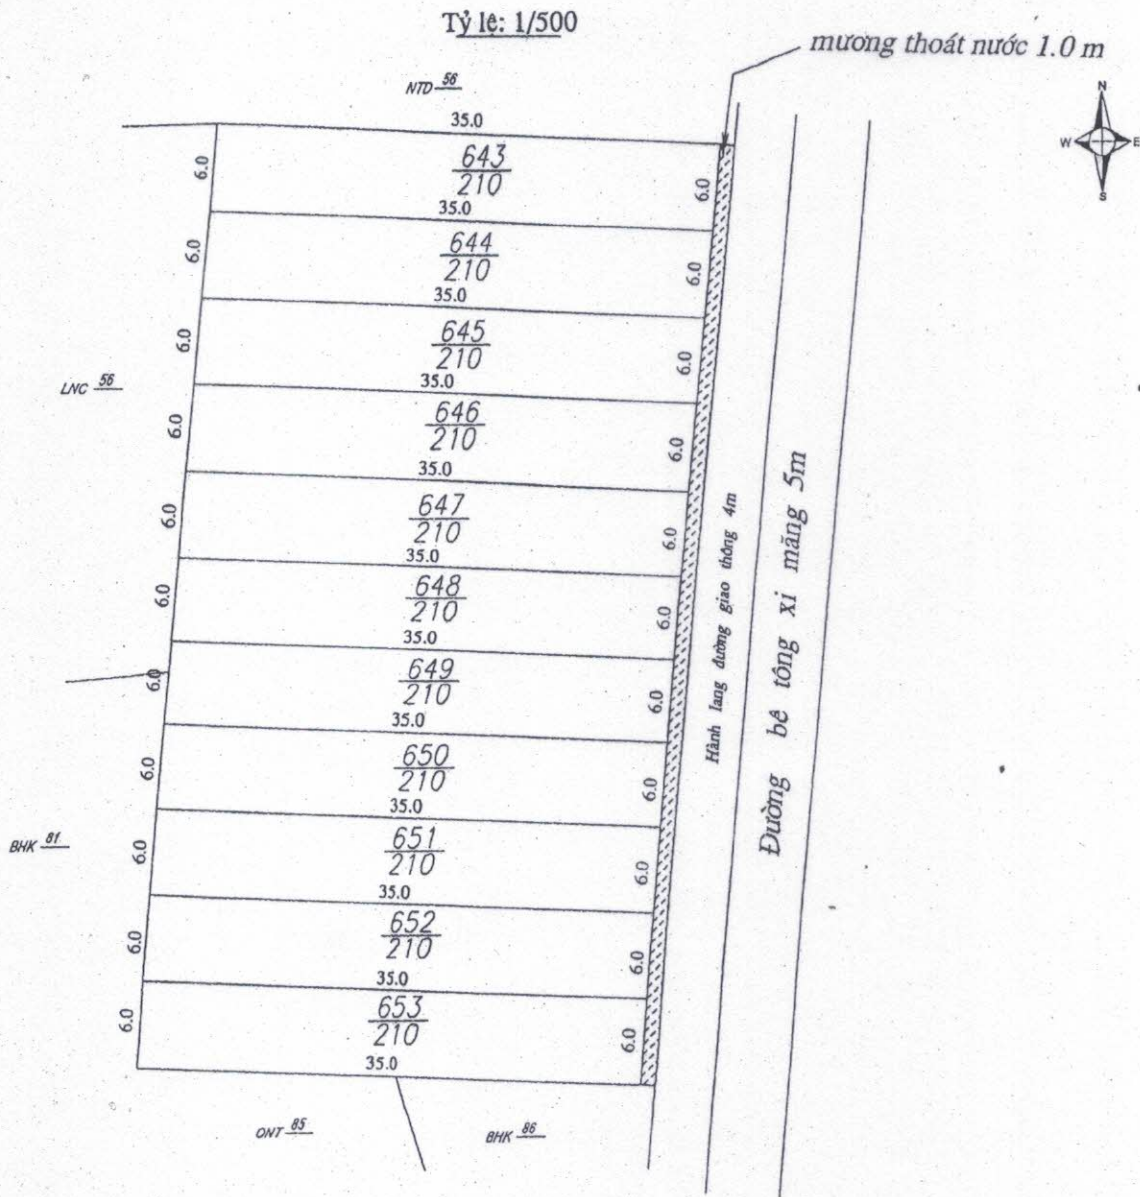 Tỷ lệ: 1/500
mương thoát nước 1.0 m
NTD 56
35.0
N
W E
S
6.0 643 6.0
210
35.0
6.0 644 6.0
210
35.0
6.0 645 6.0
210
35.0
LNC 56
6.0 646 6.0
210
35.0
6.0 647 6.0
210
35.0
6.0 648 6.0
210
35.0
6.0 649 6.0
210
35.0
6.0 650 6.0
210
35.0
BHK 81
6.0 651 6.0
210
35.0
6.0 652 6.0
210
35.0
6.0 653 6.0
210
35.0
Hành lang đường giao thông 4m
Đường bê tông xi măng 5m
ONT 85
BHK 86